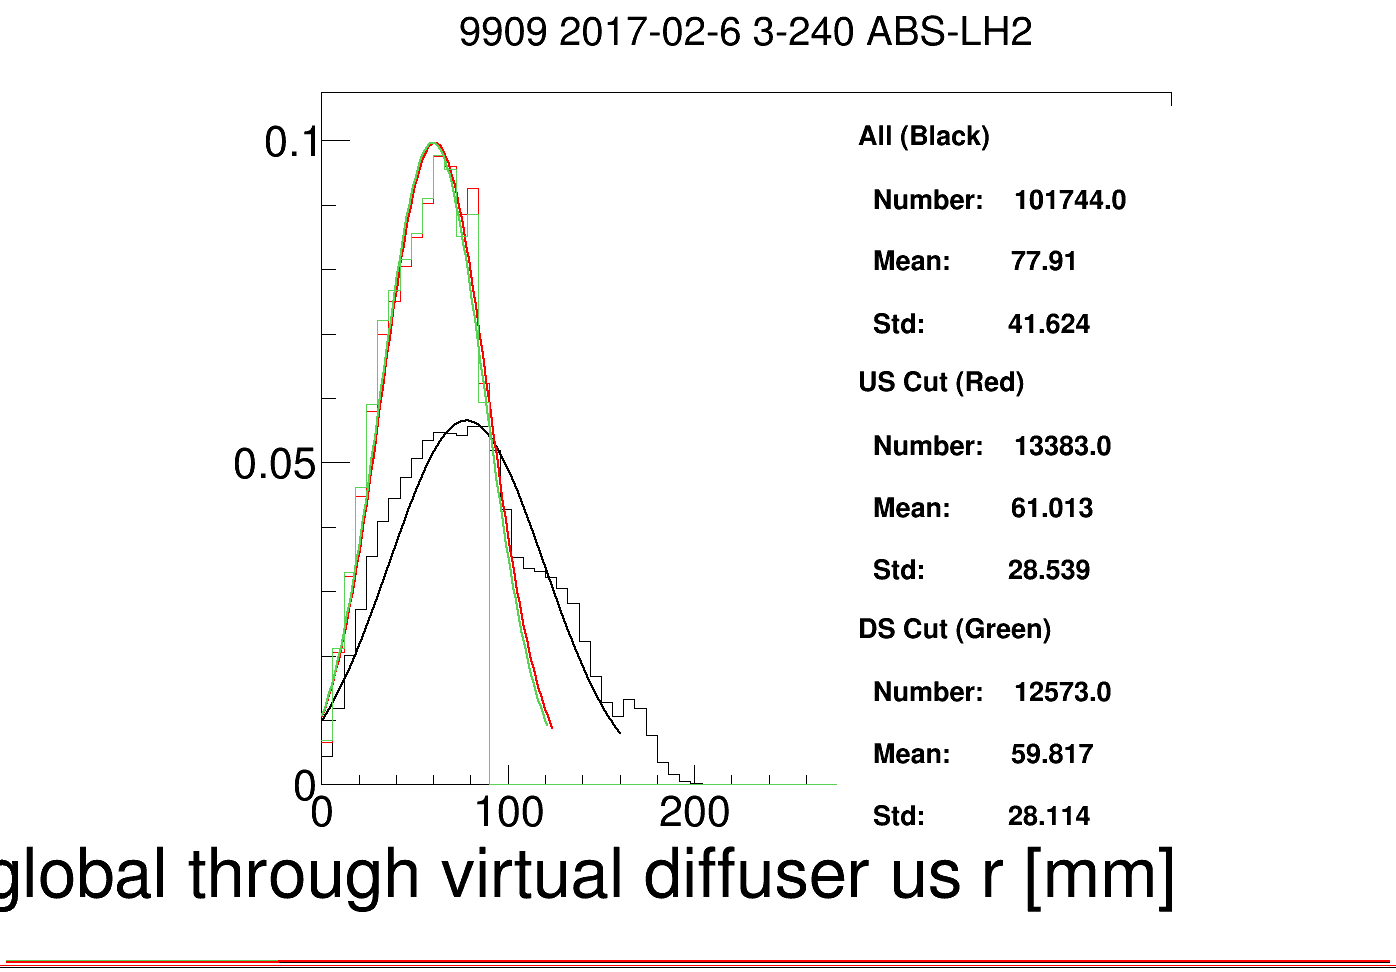 9909 2017-02-6 3-240 ABS-LH2
0.1
0.05
0
0 100 200
global through virtual diffuser us r [mm]
All (Black)
Number: 101744.0
Mean: 77.91
Std: 41.624
US Cut (Red)
Number: 13383.0
Mean: 61.013
Std: 28.539
DS Cut (Green)
Number: 12573.0
Mean: 59.817
Std: 28.114